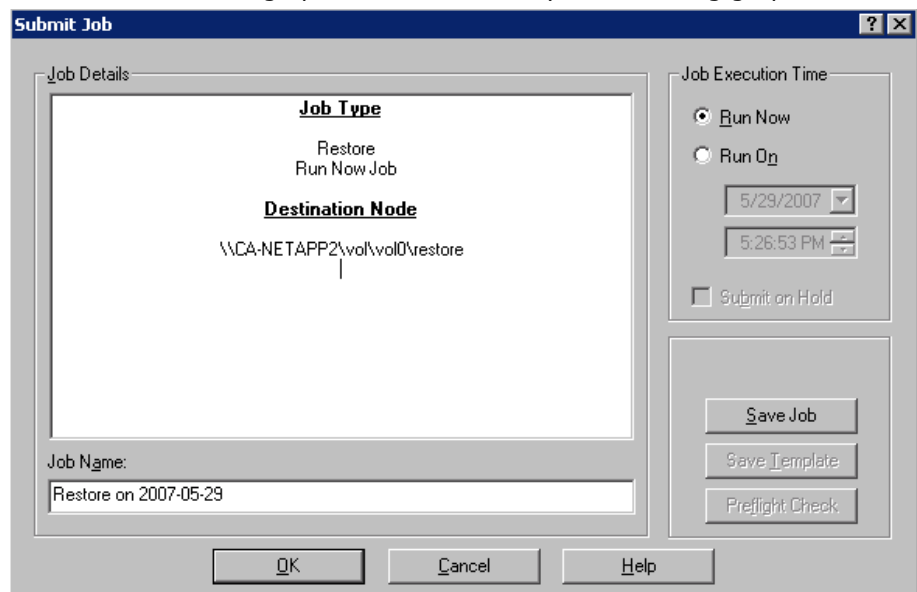 Submit Job
Job Details
Job Type
Restore
Run Now Job
Destination Node
\\CA-NETAPP2\vol\vol0\restore
Job Name:
Restore on 2007-05-29
Job Execution Time
Run Now
Run On
5/29/2007
5:26:53 PM
Submit on Hold
Save Job
Save Template
Preflight Check
OK
Cancel
Help